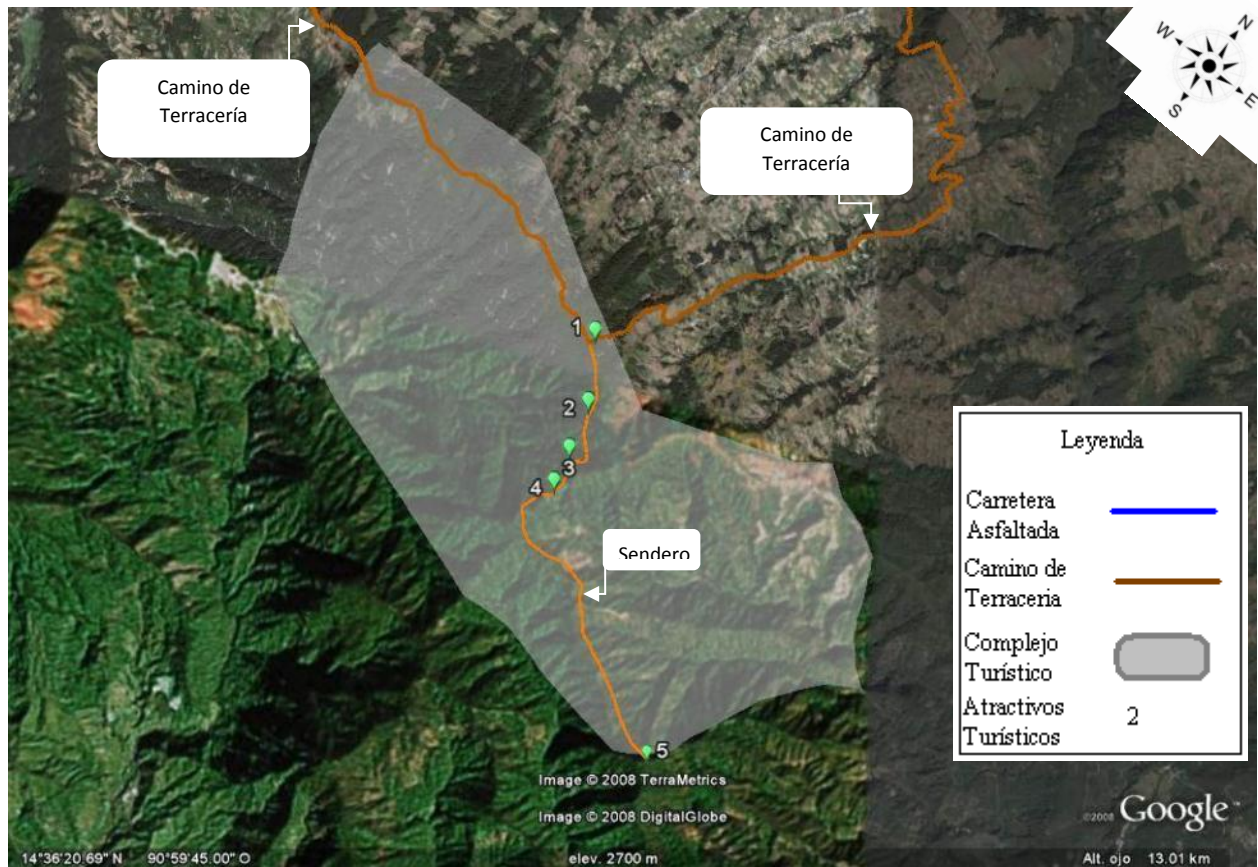 Camino de
Terracería
Camino de
Terracería
W
N
S
E
1
2
3
4
Sendero
5
Leyenda
Carretera
Asfaltada
Camino de
Terraceria
Complejo
Turístico
Atractivos
Turísticos
2
Image © 2008 TerraMetrics
Image © 2008 DigitalGlobe
©2008 Google™
14°36'20.69" N 90°59'45.00" O
elev. 2700 m
Alt. ojo 13.01 km